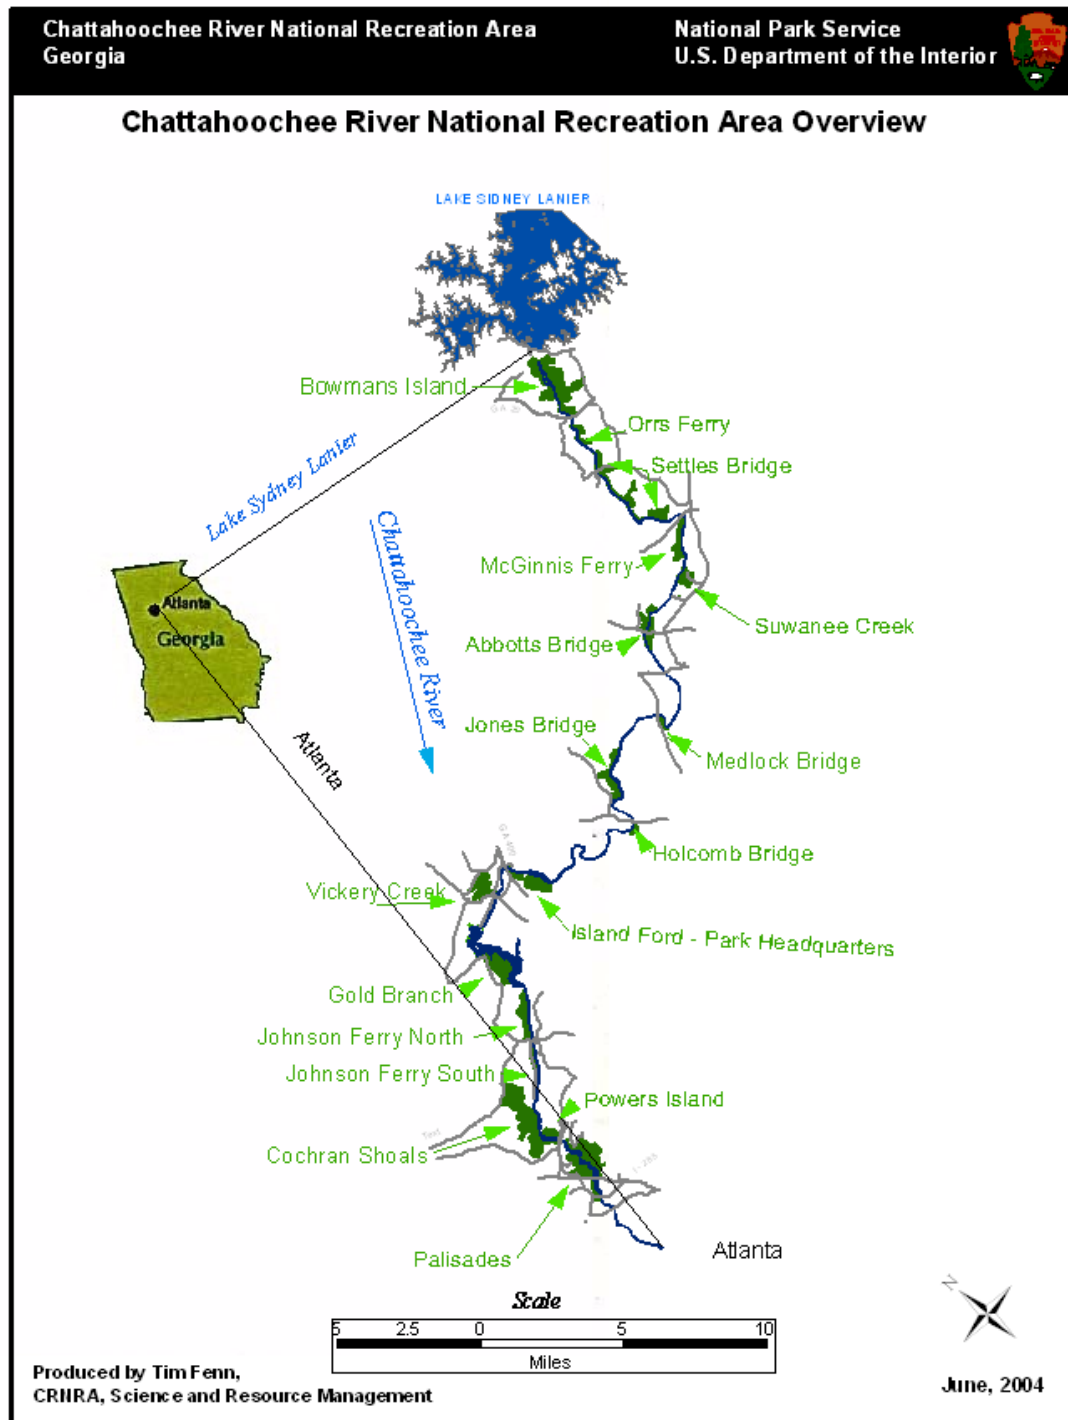 Chattahoochee River National Recreation Area
Georgia
National Park Service
U.S. Department of the Interior
Chattahoochee River National Recreation Area Overview
LAKE SIDNEY LANIER
Bowmans Island
GA 20
Orrs Ferry
Settles Bridge
Lake Sydney Lanier
Chattahoochee River
McGinnis Ferry
Suwanee Creek
Atlanta
Georgia
Abbotts Bridge
Jones Bridge
Medlock Bridge
Atlanta
Holcomb Bridge
Vickery Creek
Island Ford - Park Headquarters
Gold Branch
Johnson Ferry North
Johnson Ferry South
Powers Island
Text
Cochran Shoals
I-285
Palisades
Atlanta
N
Scale
5 2.5 0 5 10
Miles
Produced by Tim Fenn,
CRNRA, Science and Resource Management
June, 2004